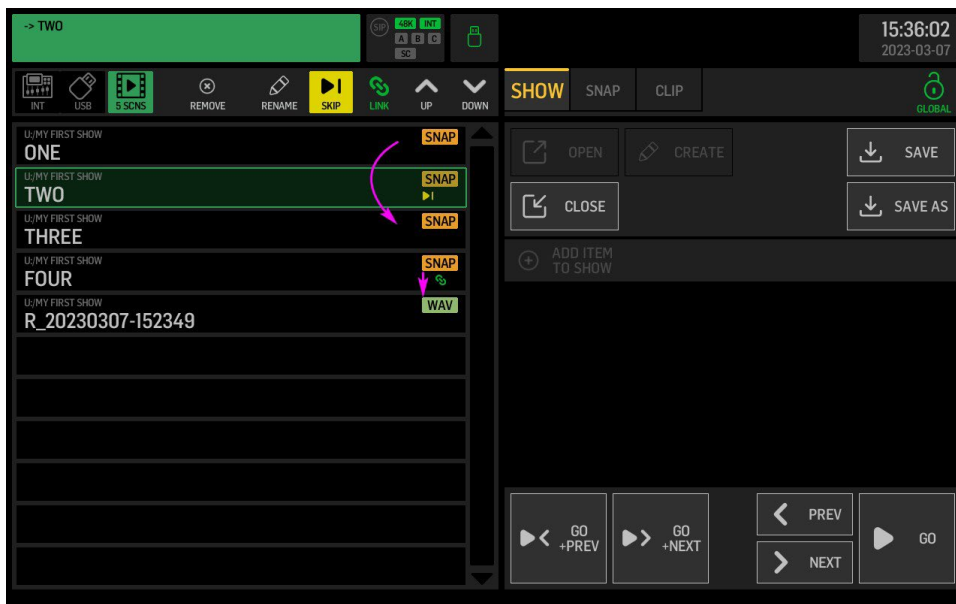 -> TWO
SIP
48K INT
A B C
SC
15:36:02
2023-03-07
INT
USB
5 SCNS
REMOVE
RENAME
SKIP
LINK
UP
DOWN
SHOW
SNAP
CLIP
GLOBAL
U:/MY FIRST SHOW
ONE
SNAP
U:/MY FIRST SHOW
TWO
SNAP
U:/MY FIRST SHOW
THREE
SNAP
U:/MY FIRST SHOW
FOUR
SNAP
U:/MY FIRST SHOW
R_20230307-152349
WAV
OPEN
CREATE
SAVE
CLOSE
SAVE AS
ADD ITEM
TO SHOW
GO
+PREV
GO
+NEXT
PREV
NEXT
GO